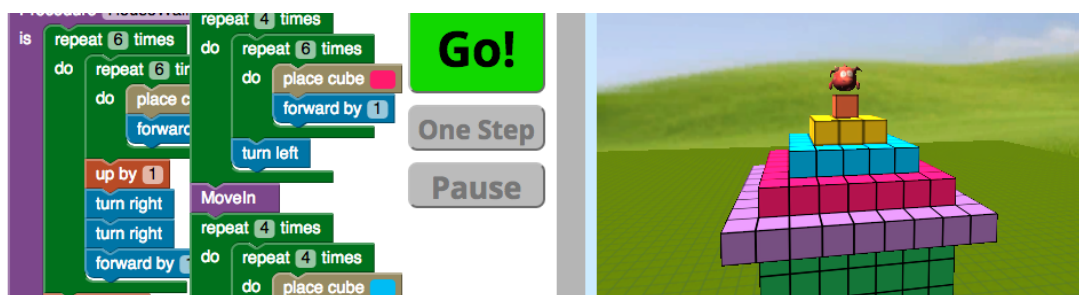 is
repeat 6 times
do
repeat 6
do
place
up by 1
turn right
turn right
forward by
repeat 4 times
do
repeat 6 times
do
place cube
forward by 1
turn left
MoveIn
repeat 4 times
do
repeat 4 times
do
place cube
Go!
One Step
Pause